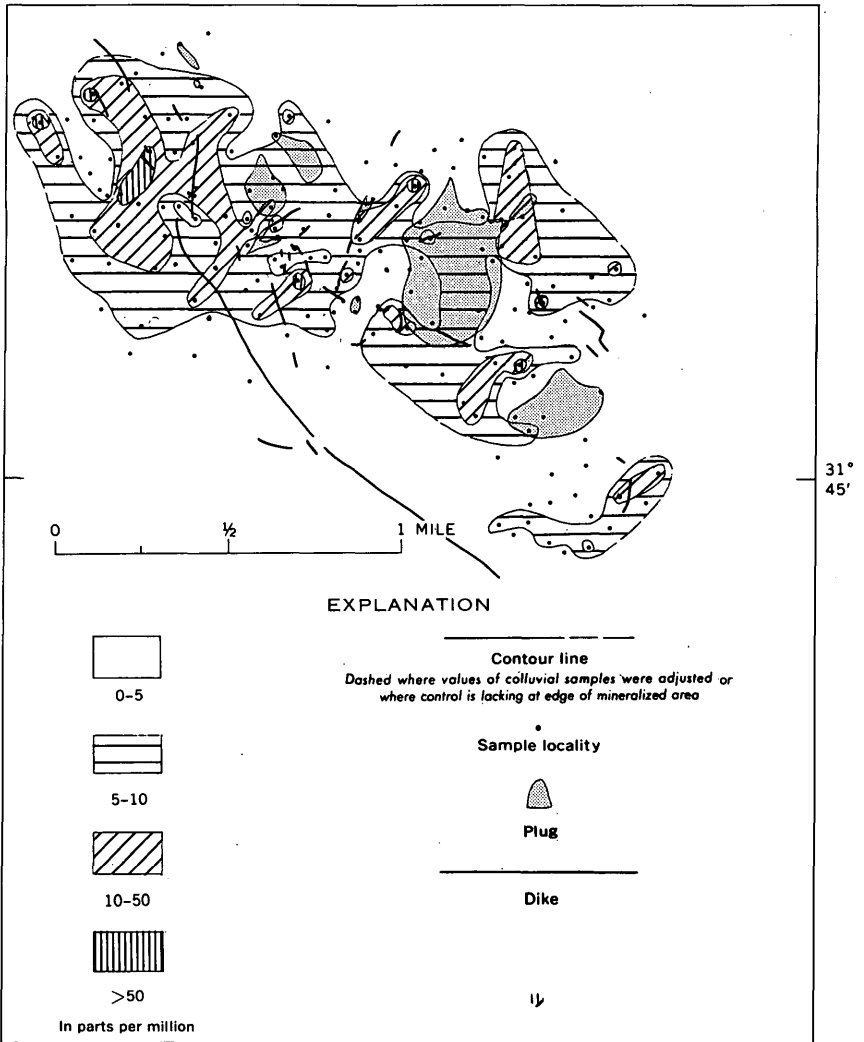 31°
45'
0 ½ 1 MILE
EXPLANATION
0-5
5-10
10-50
>50
In parts per million
Contour line
Dashed where values of colluvial samples were adjusted or
where control is lacking at edge of mineralized area
Sample locality
Plug
Dike